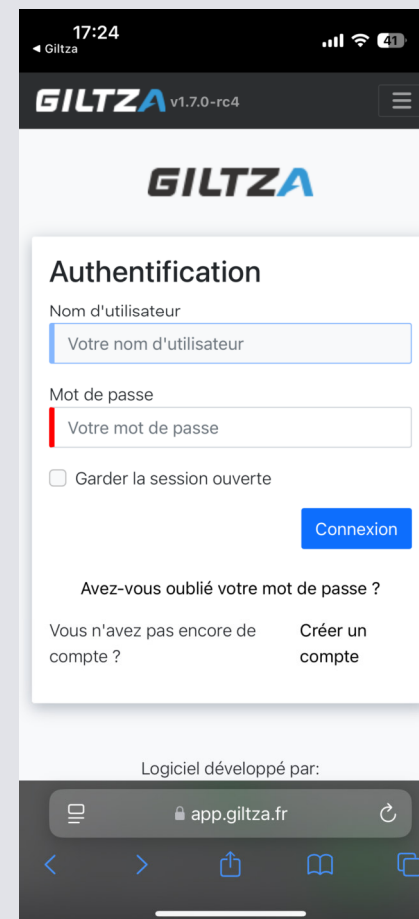 17:24
41
◀ Giltza
GILTZA v1.7.0-rc4
GILTZA
Authentification
Nom d'utilisateur
Votre nom d'utilisateur
Mot de passe
Votre mot de passe
Garder la session ouverte
Connexion
Avez-vous oublié votre mot de passe ?
Vous n'avez pas encore de
compte ?
Créer un
compte
Logiciel développé par:
app.giltza.fr